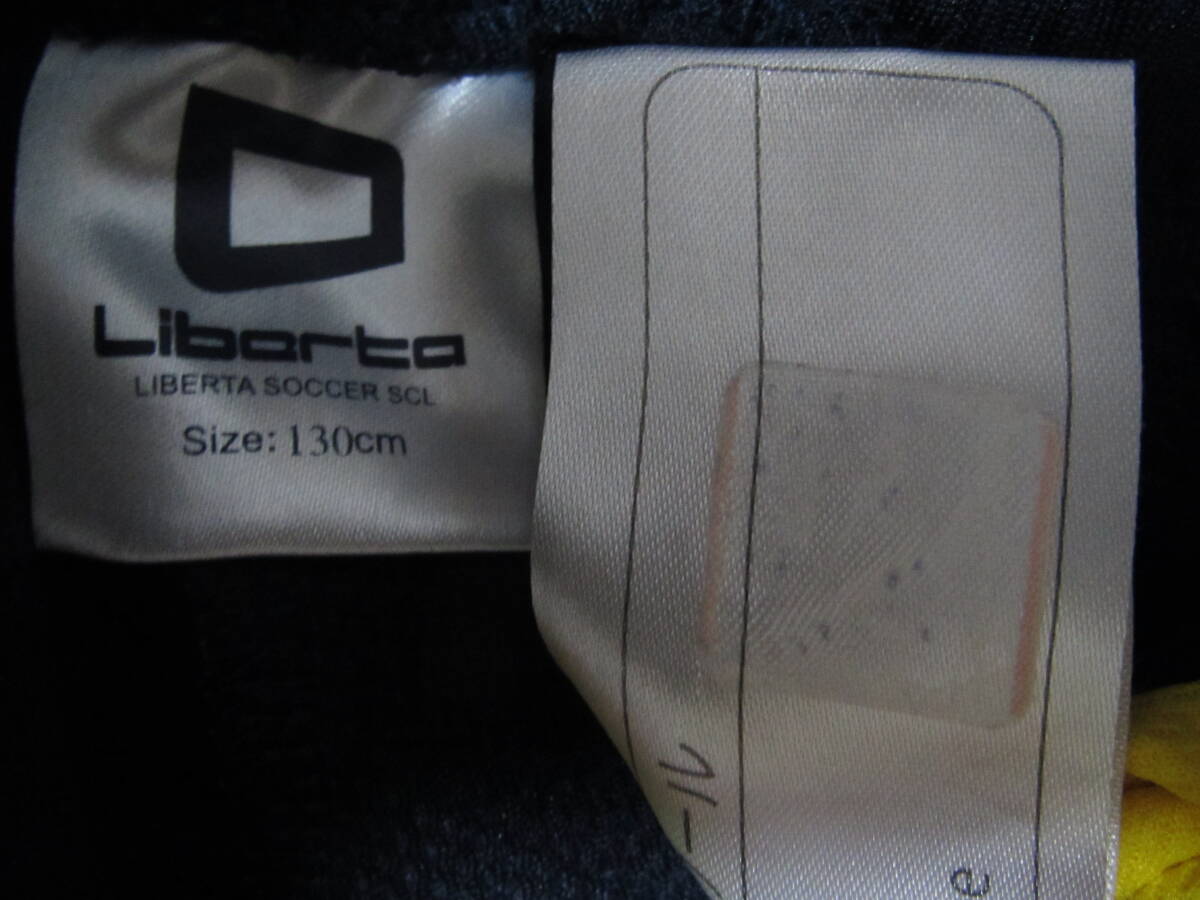 Liberta
LIBERTA SOCCER SCL
Size: 130cm
e